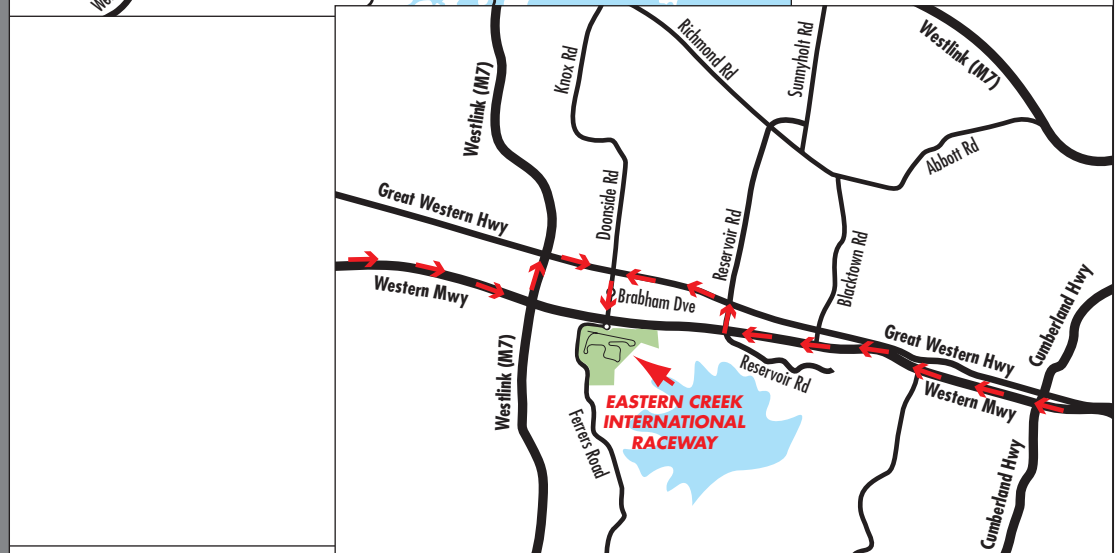 We
Westlink (M7)
Knox Rd
Richmond Rd
Sunnyholt Rd
Westlink (M7)
Abbott Rd
Great Western Hwy
Doonside Rd
Reservoir Rd
Blacktown Rd
Western Mwy
Brabham Dve
Cumberland Hwy
Great Western Hwy
Westlink (M7)
Reservoir Rd
Western Mwy
EASTERN CREEK
INTERNATIONAL
RACEWAY
Ferrers Road
Cumberland Hwy